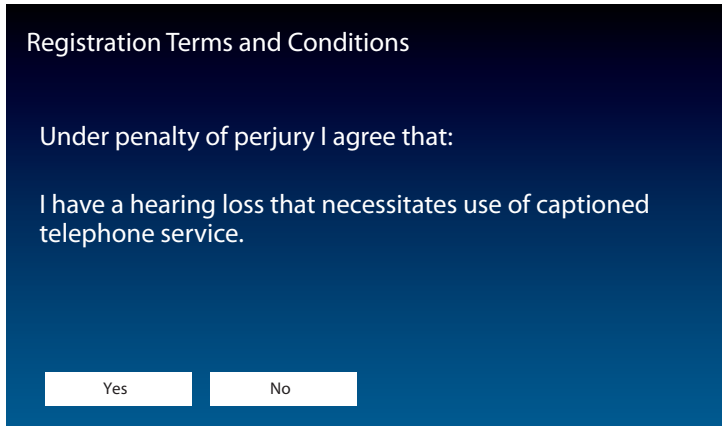 Registration Terms and Conditions
Under penalty of perjury I agree that:
I have a hearing loss that necessitates use of captioned
telephone service.
Yes
No